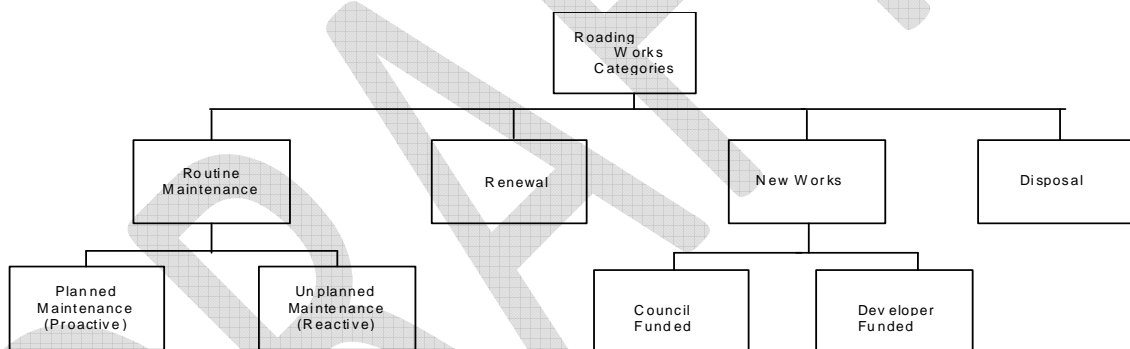 Roading
Works
Categories
Routine
Maintenance
Renewal
New Works
Disposal
Planned
Maintenance
(Proactive)
Unplanned
Maintenance
(Reactive)
Council
Funded
Developer
Funded